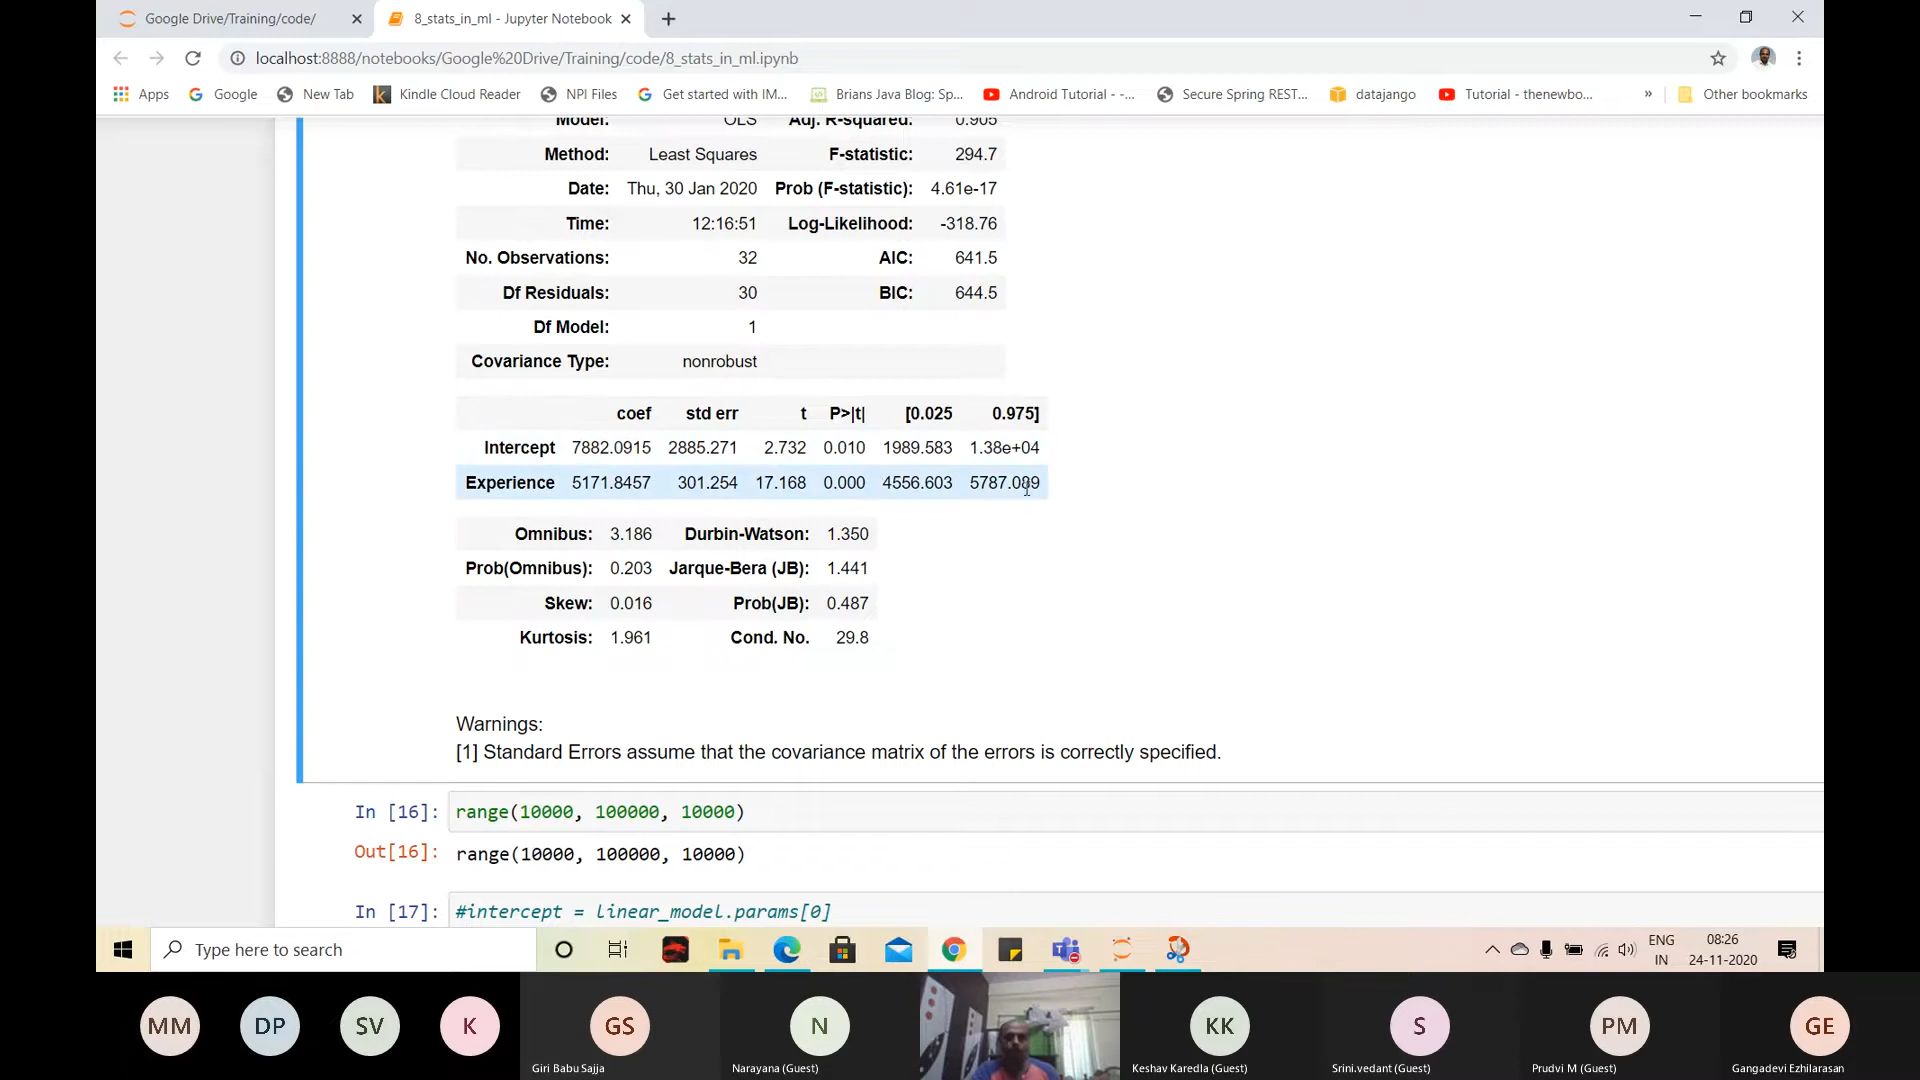 Google Drive/Training/code/
8_stats_in_ml - Jupyter Notebook
localhost:8888/notebooks/Google%20Drive/Training/code/8_stats_in_ml.ipynb
Apps Google New Tab Kindle Cloud Reader NPI Files Get started with IM... Brians Java Blog: Sp... Android Tutorial - -... Secure Spring REST... datajango Tutorial - thenewbo... » Other bookmarks
Model: OLS Adj. R-squared: 0.905
Method: Least Squares F-statistic: 294.7
Date: Thu, 30 Jan 2020 Prob (F-statistic): 4.61e-17
Time: 12:16:51 Log-Likelihood: -318.76
No. Observations: 32 AIC: 641.5
Df Residuals: 30 BIC: 644.5
Df Model: 1
Covariance Type: nonrobust
coef std err t P>|t| [0.025 0.975]
Intercept 7882.0915 2885.271 2.732 0.010 1989.583 1.38e+04
Experience 5171.8457 301.254 17.168 0.000 4556.603 5787.089
Omnibus: 3.186 Durbin-Watson: 1.350
Prob(Omnibus): 0.203 Jarque-Bera (JB): 1.441
Skew: 0.016 Prob(JB): 0.487
Kurtosis: 1.961 Cond. No. 29.8
Warnings:
[1] Standard Errors assume that the covariance matrix of the errors is correctly specified.
In [16]: range(10000, 100000, 10000)
Out[16]: range(10000, 100000, 10000)
In [17]: #intercept = linear_model.params[0]
Type here to search
ENG 08:26
IN 24-11-2020
MM DP SV K GS N KK S PM GE
Giri Babu Sajja Narayana (Guest) Keshav Karedla (Guest) Srini.vedant (Guest) Prudvi M (Guest) Gangadevi Ezhilarasan